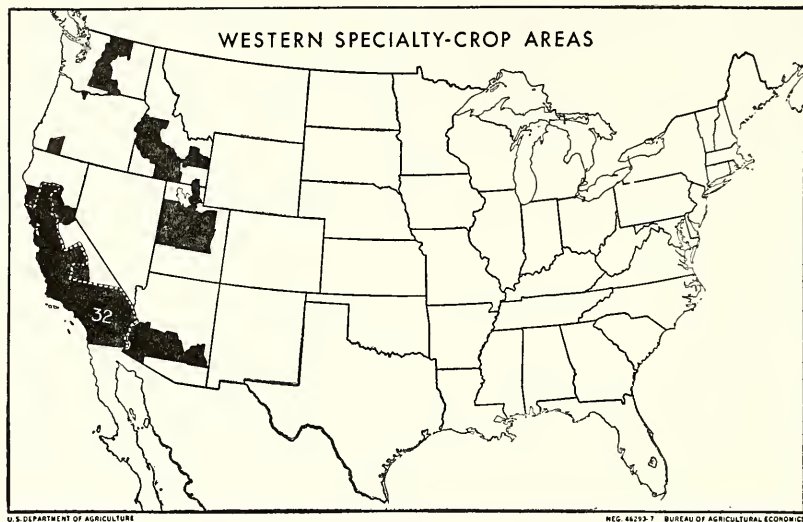 WESTERN SPECIALTY-CROP AREAS
32
U.S. DEPARTMENT OF AGRICULTURE NEG. 46293-7 BUREAU OF AGRICULTURAL ECONOMICS